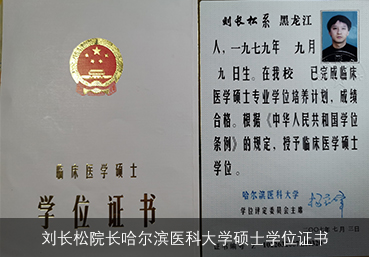 临床医学硕士
学位证书
刘长松系 黑龙江
人，一九七九年 九月
九日生。在我校 已完成临床
医学硕士专业学位培养计划，成绩
合格。根据《中华人民共和国学位
条例》的规定，授予临床医学硕士
学位。
哈尔滨医科大学
学位评定委员会主席
刘长松院长哈尔滨医科大学硕士学位证书